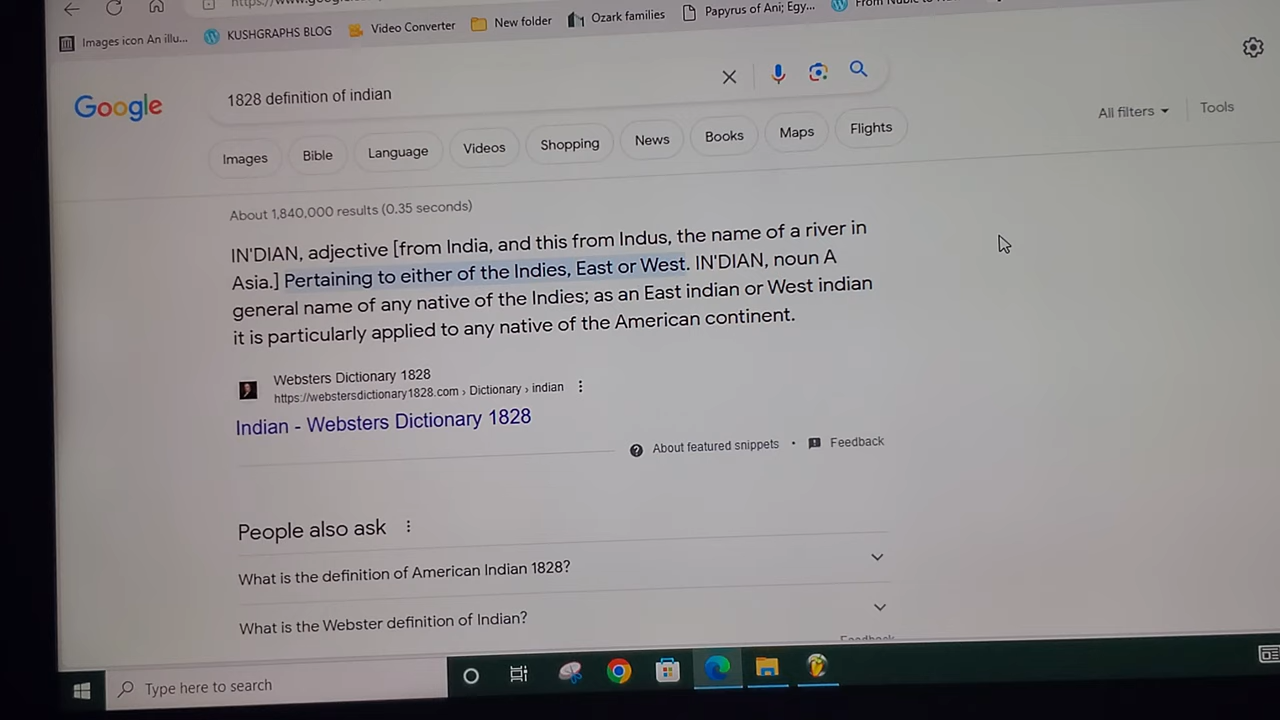 https://www.goog
Images icon An illu...
KUSHGRAPHS BLOG
Video Converter
New folder
Ozark families
Papyrus of Ani; Egy...
Google
1828 definition of indian
Images
Bible
Language
Videos
Shopping
News
Books
Maps
Flights
All filters
Tools
About 1,840,000 results (0.35 seconds)
IN'DIAN, adjective [from India, and this from Indus, the name of a river in
Asia.] Pertaining to either of the Indies, East or West. IN'DIAN, noun A
general name of any native of the Indies; as an East indian or West indian
it is particularly applied to any native of the American continent.
Websters Dictionary 1828
https://webstersdictionary1828.com › Dictionary › indian
Indian - Websters Dictionary 1828
About featured snippets • Feedback
People also ask
What is the definition of American Indian 1828?
What is the Webster definition of Indian?
Feedback
Type here to search